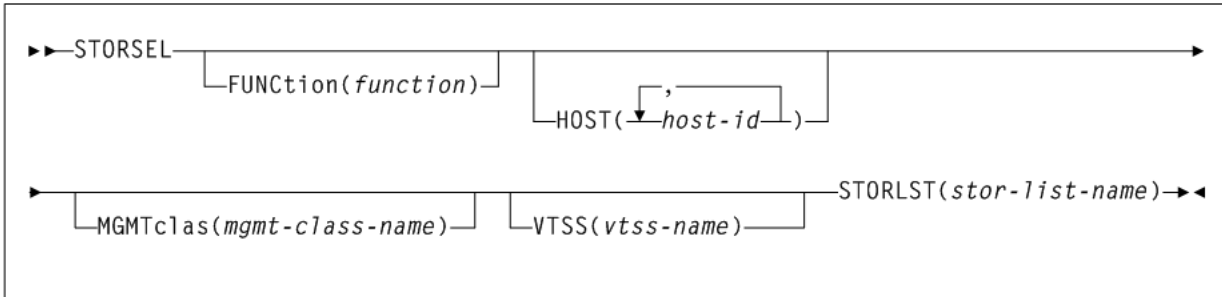 STORSEL
FUNCtion(function)
HOST(host-id)
,
MGMTclas(mgmt-class-name)
VTSS(vtss-name)
STORLST(stor-list-name)